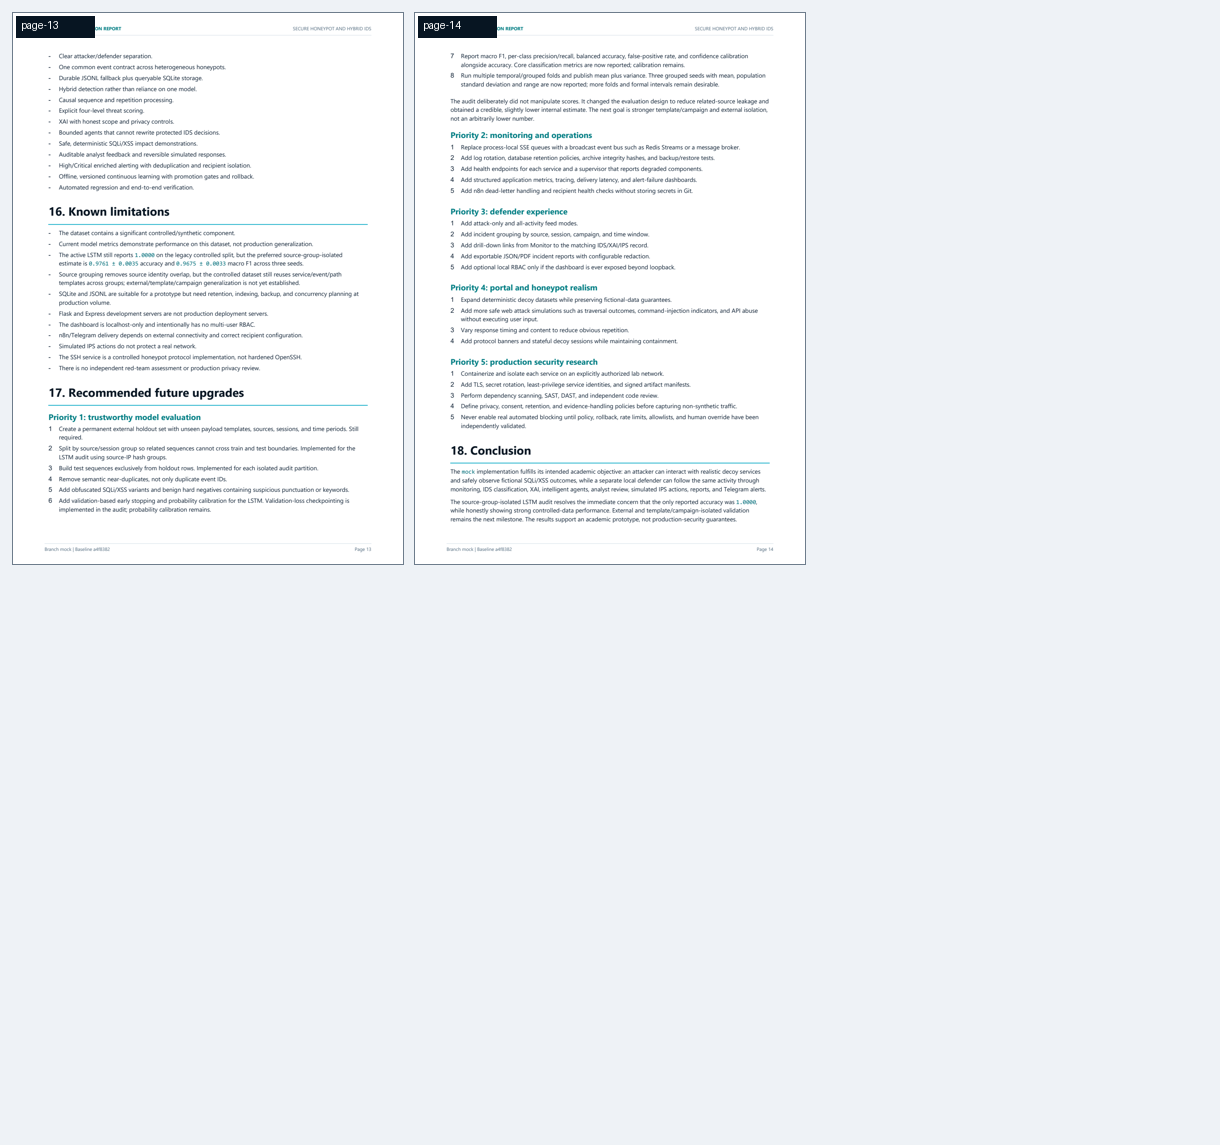 page-13
ON REPORT
SECURE HONEYPOT AND HYBRID IDS
- Clear attacker/defender separation.
- One common event contract across heterogeneous honeypots.
- Durable JSONL fallback plus queryable SQLite storage.
- Hybrid detection rather than reliance on one model.
- Causal sequence and repetition processing.
- Explicit four-level threat scoring.
- XAI with honest scope and privacy controls.
- Bounded agents that cannot rewrite protected IDS decisions.
- Safe, deterministic SQLi/XSS impact demonstrations.
- Auditable analyst feedback and reversible simulated responses.
- High/Critical enriched alerting with deduplication and recipient isolation.
- Offline, versioned continuous learning with promotion gates and rollback.
- Automated regression and end-to-end verification.
16. Known limitations
- The dataset contains a significant controlled/synthetic component.
- Current model metrics demonstrate performance on this dataset, not production generalization.
- The active LSTM still reports 1.0000 on the legacy controlled split, but the preferred source-group-isolated
estimate is 0.9761 ± 0.0035 accuracy and 0.9675 ± 0.0033 macro F1 across three seeds.
- Source grouping removes source identity overlap, but the controlled dataset still reuses service/event/path
templates across groups; external/template/campaign generalization is not yet established.
- SQLite and JSONL are suitable for a prototype but need retention, indexing, backup, and concurrency planning at
production volume.
- Flask and Express development servers are not production deployment servers.
- The dashboard is localhost-only and intentionally has no multi-user RBAC.
- n8n/Telegram delivery depends on external connectivity and correct recipient configuration.
- Simulated IPS actions do not protect a real network.
- The SSH service is a controlled honeypot protocol implementation, not hardened OpenSSH.
- There is no independent red-team assessment or production privacy review.
17. Recommended future upgrades
Priority 1: trustworthy model evaluation
1 Create a permanent external holdout set with unseen payload templates, sources, sessions, and time periods. Still
required.
2 Split by source/session group so related sequences cannot cross train and test boundaries. Implemented for the
LSTM audit using source-IP hash groups.
3 Build test sequences exclusively from holdout rows. Implemented for each isolated audit partition.
4 Remove semantic near-duplicates, not only duplicate event IDs.
5 Add obfuscated SQLi/XSS variants and benign hard negatives containing suspicious punctuation or keywords.
6 Add validation-based early stopping and probability calibration for the LSTM. Validation-loss checkpointing is
implemented in the audit; probability calibration remains.
Branch mock | Baseline a4f8382
Page 13
page-14
ON REPORT
SECURE HONEYPOT AND HYBRID IDS
7 Report macro F1, per-class precision/recall, balanced accuracy, false-positive rate, and confidence calibration
alongside accuracy. Core classification metrics are now reported; calibration remains.
8 Run multiple temporal/grouped folds and publish mean plus variance. Three grouped seeds with mean, population
standard deviation and range are now reported; more folds and formal intervals remain desirable.
The audit deliberately did not manipulate scores. It changed the evaluation design to reduce related-source leakage and
obtained a credible, slightly lower internal estimate. The next goal is stronger template/campaign and external isolation,
not an arbitrarily lower number.
Priority 2: monitoring and operations
1 Replace process-local SSE queues with a broadcast event bus such as Redis Streams or a message broker.
2 Add log rotation, database retention policies, archive integrity hashes, and backup/restore tests.
3 Add health endpoints for each service and a supervisor that reports degraded components.
4 Add structured application metrics, tracing, delivery latency, and alert-failure dashboards.
5 Add n8n dead-letter handling and recipient health checks without storing secrets in Git.
Priority 3: defender experience
1 Add attack-only and all-activity feed modes.
2 Add incident grouping by source, session, campaign, and time window.
3 Add drill-down links from Monitor to the matching IDS/XAI/IPS record.
4 Add exportable JSON/PDF incident reports with configurable redaction.
5 Add optional local RBAC only if the dashboard is ever exposed beyond loopback.
Priority 4: portal and honeypot realism
1 Expand deterministic decoy datasets while preserving fictional-data guarantees.
2 Add more safe web attack simulations such as traversal outcomes, command-injection indicators, and API abuse
without executing user input.
3 Vary response timing and content to reduce obvious repetition.
4 Add protocol banners and stateful decoy sessions while maintaining containment.
Priority 5: production security research
1 Containerize and isolate each service on an explicitly authorized lab network.
2 Add TLS, secret rotation, least-privilege service identities, and signed artifact manifests.
3 Perform dependency scanning, SAST, DAST, and independent code review.
4 Define privacy, consent, retention, and evidence-handling policies before capturing non-synthetic traffic.
5 Never enable real automated blocking until policy, rollback, rate limits, allowlists, and human override have been
independently validated.
18. Conclusion
The mock implementation fulfills its intended academic objective: an attacker can interact with realistic decoy services
and safely observe fictional SQLi/XSS outcomes, while a separate local defender can follow the same activity through
monitoring, IDS classification, XAI, intelligent agents, analyst review, simulated IPS actions, reports, and Telegram alerts.
The source-group-isolated LSTM audit resolves the immediate concern that the only reported accuracy was 1.0000,
while honestly showing strong controlled-data performance. External and template/campaign-isolated validation
remains the next milestone. The results support an academic prototype, not production-security guarantees.
Branch mock | Baseline a4f8382
Page 14